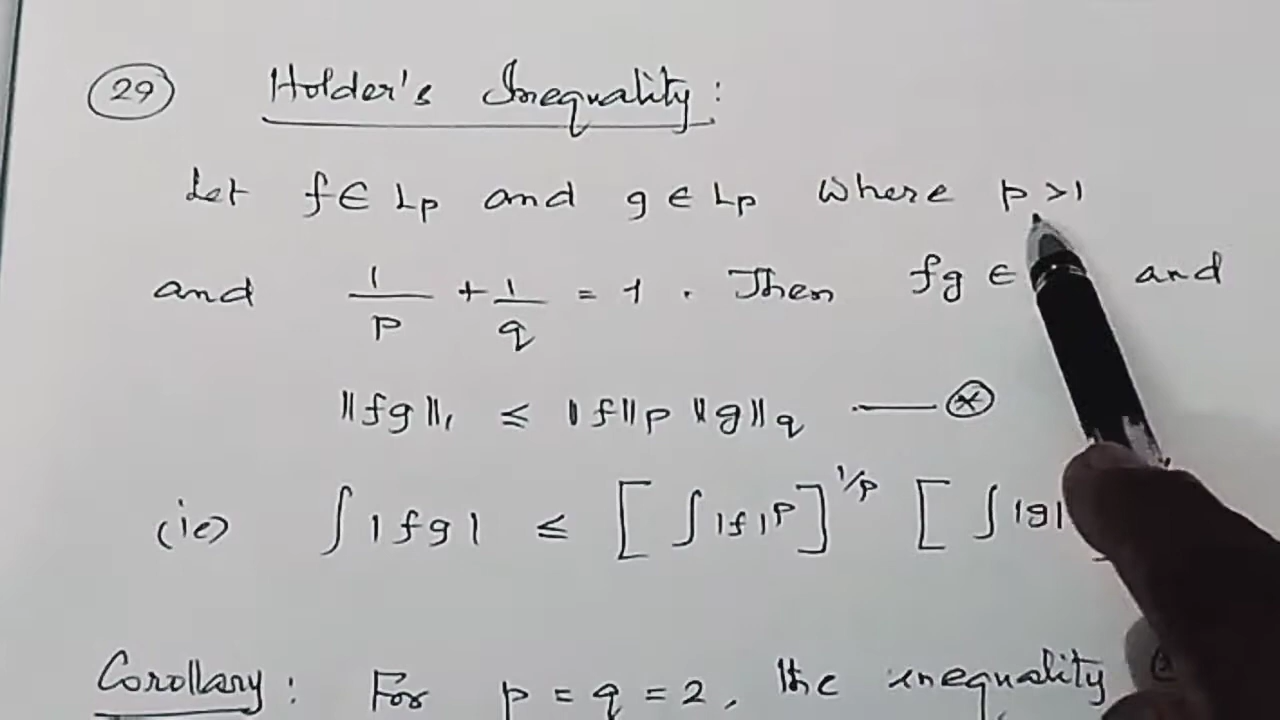 29 Holder's Inequality:
Let f ∈ Lp and g ∈ Lp where p > 1
and 1/p + 1/q = 1. Then fg ∈ and
||fg||₁ ≤ ||f||p ||g||q —— ⊛
(ie) ∫ |fg| ≤ [ ∫ |f|^p ]^1/p [ ∫ |g|
Corollary: For p = q = 2, the inequality